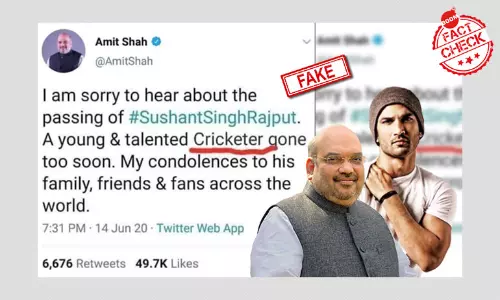 Amit Shah
@AmitShah
I am sorry to hear about the
passing of #SushantSinghRajput.
A young & talented Cricketer gone
too soon. My condolences to his
family, friends & fans across the
world.
7:31 PM · 14 Jun 20 · Twitter Web App
6,676 Retweets 49.7K Likes
FAKE
BOOM
FACT
CHECK